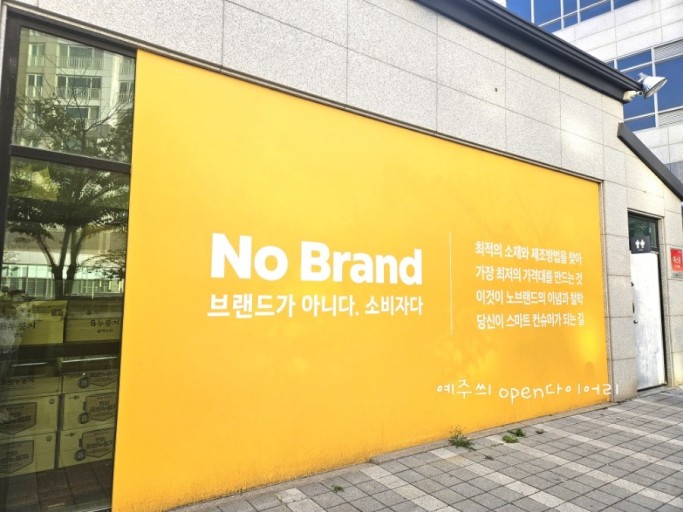 No Brand
브랜드가 아니다. 소비자다
최적의 소재와 제조방법을 찾아
가장 최저의 가격대를 만드는 것
이것이 노브랜드의 이념과 철학
당신이 스마트 컨슈머가 되는 길
예주씌 open다이어리